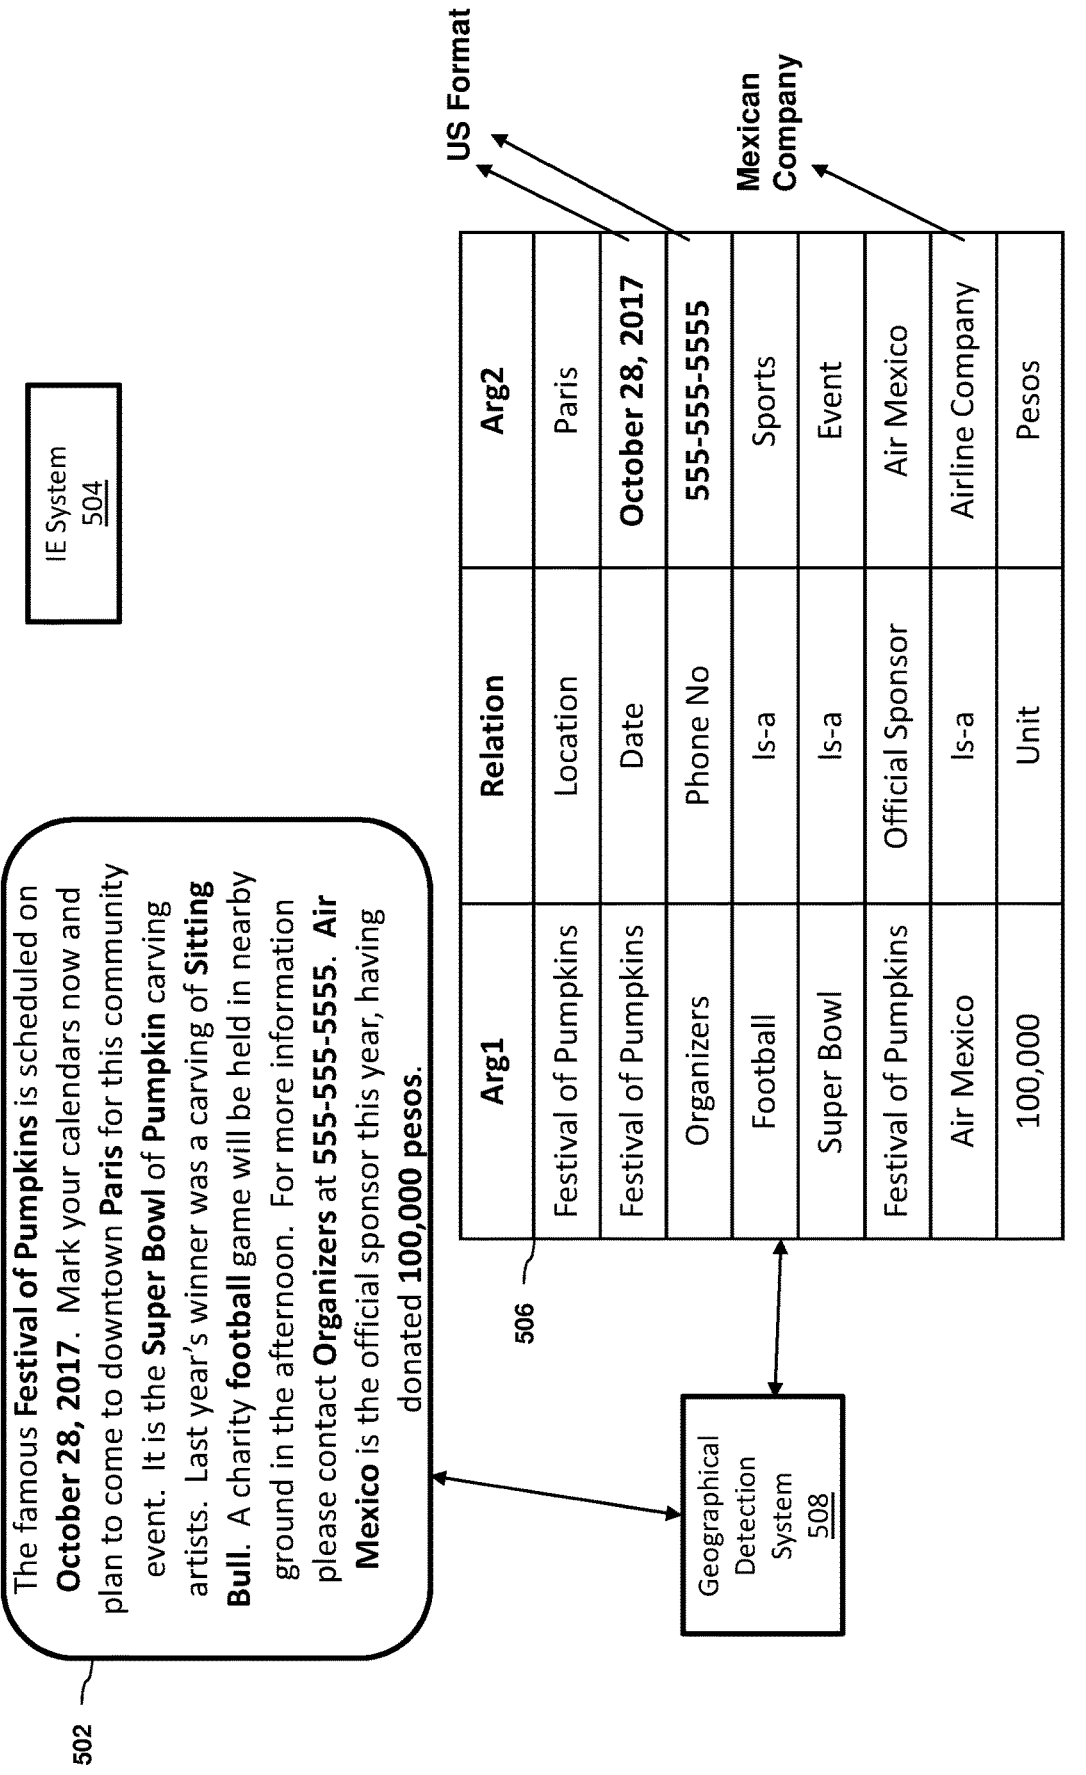 The famous Festival of Pumpkins is scheduled on
October 28, 2017. Mark your calendars now and
plan to come to downtown Paris for this community
event. It is the Super Bowl of Pumpkin carving
artists. Last year's winner was a carving of Sitting
Bull. A charity football game will be held in nearby
ground in the afternoon. For more information
please contact Organizers at 555-555-5555. Air
Mexico is the official sponsor this year, having
donated 100,000 pesos.
502
IE System
504
Geographical
Detection
System
508
506
Arg1 Relation Arg2
Festival of Pumpkins Location Paris
Festival of Pumpkins Date October 28, 2017
Organizers Phone No 555-555-5555
Football Is-a Sports
Super Bowl Is-a Event
Festival of Pumpkins Official Sponsor Air Mexico
Air Mexico Is-a Airline Company
100,000 Unit Pesos
US Format
Mexican
Company